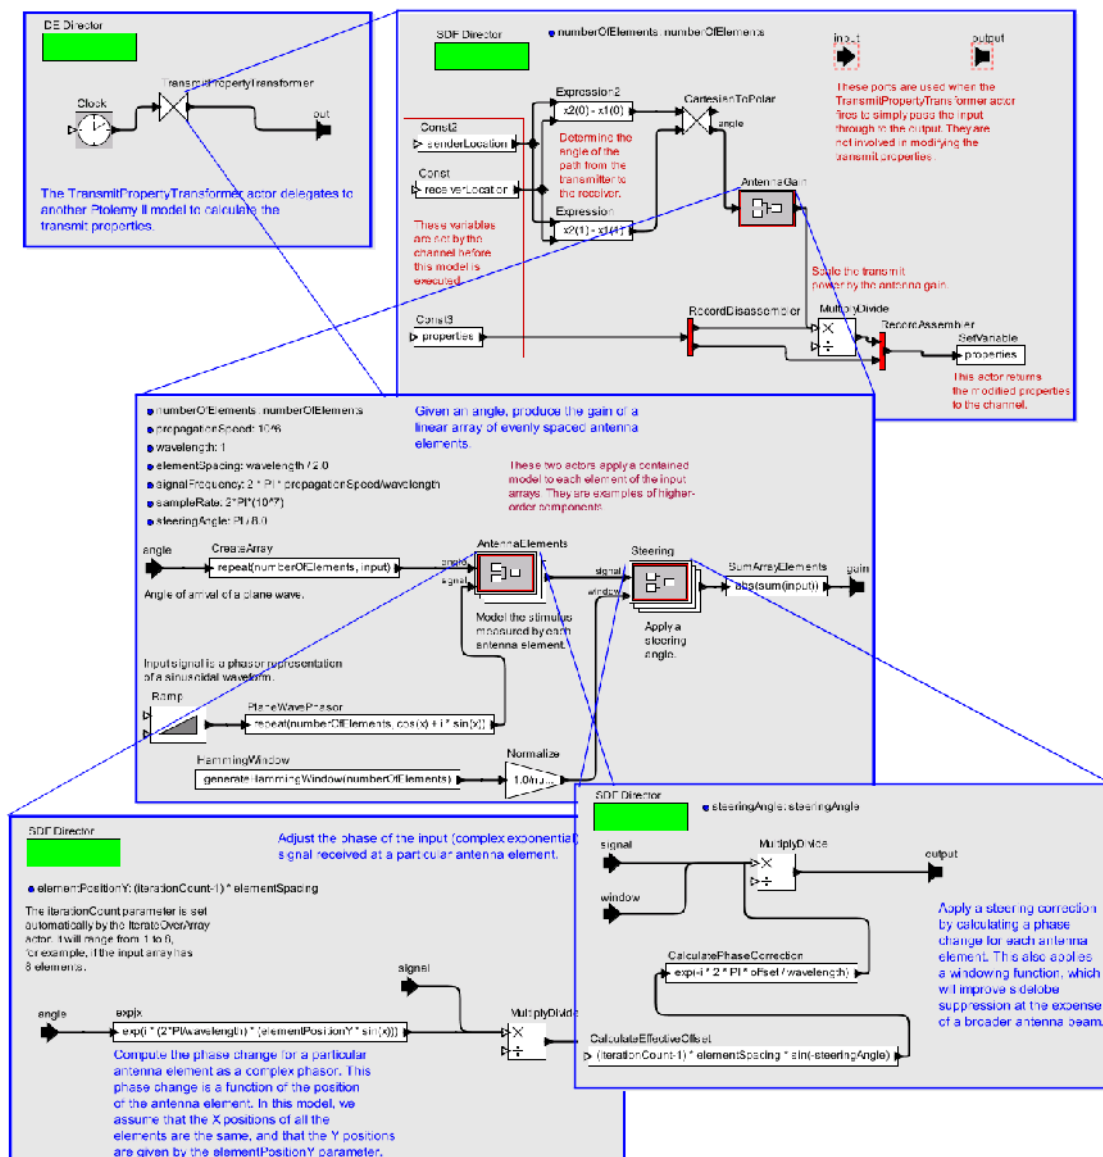 DE Director
TransmitPropertyTransformer
Clock
out
The TransmitPropertyTransformer actor delegates to
another Ptolemy II model to calculate the
transmit properties.
SDF Director
numberOfElements: numberOfElements
input
output
These ports are used when the
TransmitPropertyTransformer actor
fires to simply pass the input
through to the output. They are
not involved in modifying the
transmit properties.
Expression2
x2(0) - x1(0)
CartesianToPolar
angle
Const2
senderLocation
Determine the
angle of the
path from the
transmitter to
the receiver.
Const
receiverLocation
Expression
x2(1) - x1(1)
AntennaGain
These variables
are set by the
channel before
this model is
executed.
Scale the transmit
power by the antenna gain.
Const3
properties
RecordDisassembler
MultiplyDivide
RecordAssembler
SetVariable
properties
This actor returns
the modified properties
to the channel.
numberOfElements: numberOfElements
propagationSpeed: 10^6
wavelength: 1
elementSpacing: wavelength / 2.0
signalFrequency: 2 * PI * propagationSpeed/wavelength
sampleRate: 2*PI*(10^7)
steeringAngle: PI / 8.0
Given an angle, produce the gain of a
linear array of evenly spaced antenna
elements.
These two actors apply a contained
model to each element of the input
arrays. They are examples of higher-
order components
angle
CreateArray
repeat(numberOfElements, input)
Angle of arrival of a plane wave.
AntennaElements
angle
signal
Model the stimulus
measured by each
antenna element.
Steering
signal
window
Apply a
steering
angle.
SumArrayElements
abs(sum(input))
gain
Input signal is a phasor representation
of a sinusoidal waveform.
Ramp
PlaneWavePhasor
repeat(numberOfElements, cos(x) + i * sin(x))
HammingWindow
generateHammingWindow(numberOfElements)
Normalize
1.0/nu...
SDF Director
Adjust the phase of the input (complex exponential)
signal received at a particular antenna element.
elementPositionY: (iterationCount-1) * elementSpacing
The iterationCount parameter is set
automatically by the IterateOverArray
actor. It will range from 1 to 8,
for example, if the input array has
8 elements.
signal
angle
expjx
exp(i * (2*PI/wavelength) * (elementPositionY * sin(x)))
MultiplyDivide
Compute the phase change for a particular
antenna element as a complex phasor. This
phase change is a function of the position
of the antenna element. In this model, we
assume that the X positions of all the
elements are the same, and that the Y positions
are given by the elementPositionY parameter.
SDF Director
steeringAngle: steeringAngle
signal
window
MultiplyDivide
output
Apply a steering correction
by calculating a phase
change for each antenna
element. This also applies
a windowing function, which
will improve sidelobe
suppression at the expense
of a broader antenna beam.
CalculatePhaseCorrection
exp(-i * 2 * PI * offset / wavelength)
CalculateEffectiveOffset
(iterationCount-1) * elementSpacing * sin(-steeringAngle)